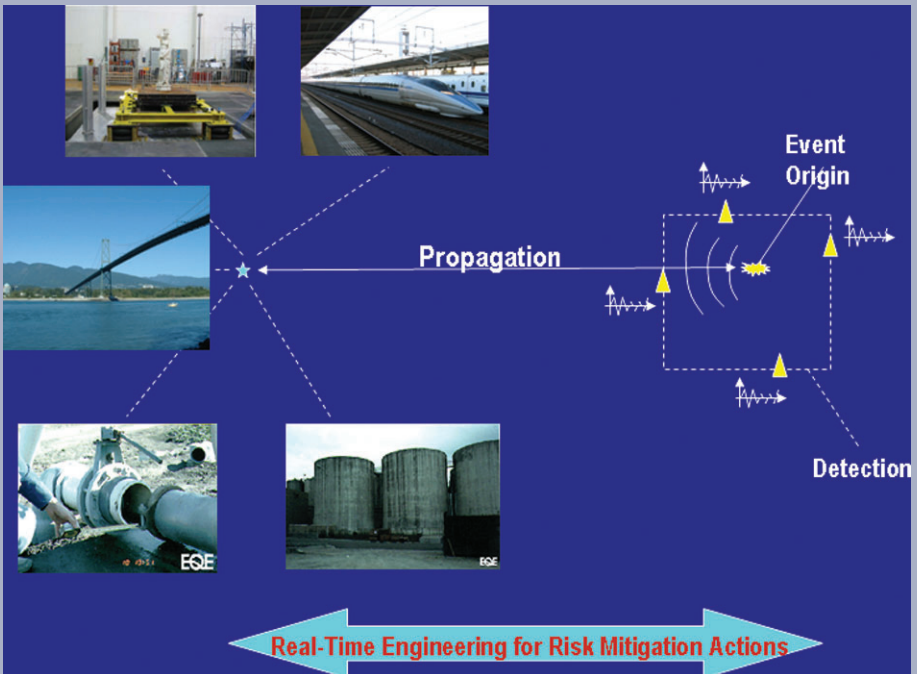 Event
Origin
Propagation
Detection
EQE
EQE
Real-Time Engineering for Risk Mitigation Actions